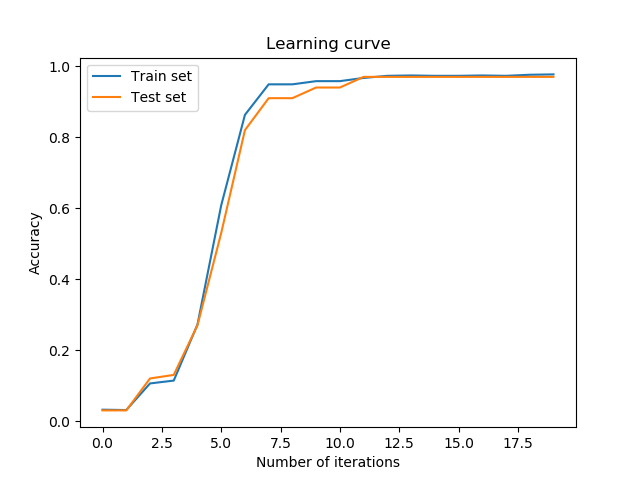 Learning curve
Train set
Test set
Accuracy
1.0
0.8
0.6
0.4
0.2
0.0
0.0 2.5 5.0 7.5 10.0 12.5 15.0 17.5
Number of iterations